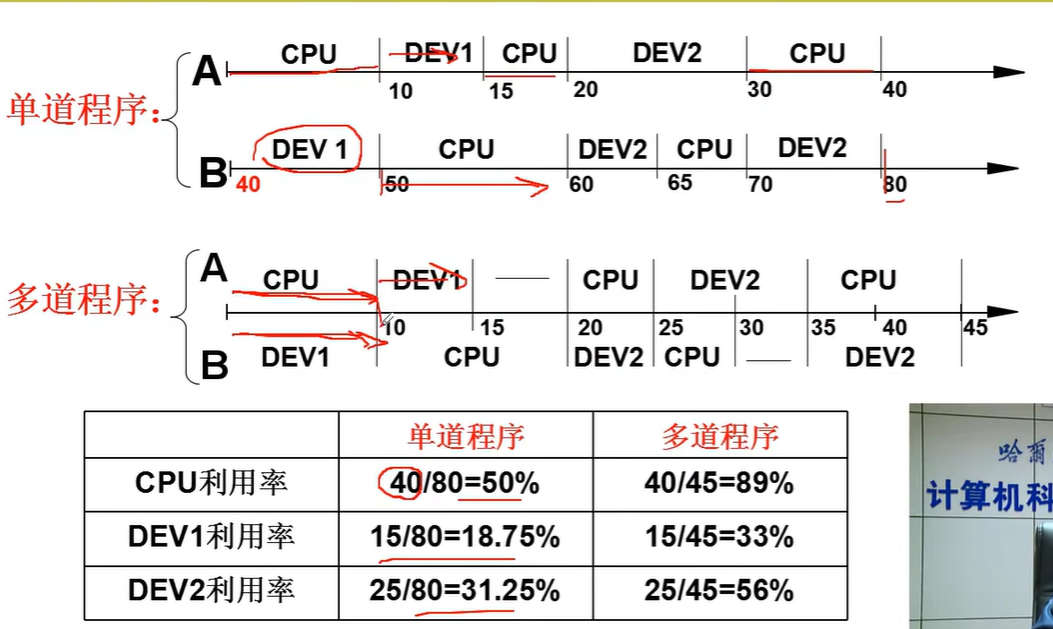 CPU DEV1 CPU DEV2 CPU
A
10 15 20 30 40
单道程序：
DEV 1 CPU DEV2 CPU DEV2
B
40 50 60 65 70 80
A
CPU DEV1 CPU DEV2 CPU
多道程序：
10 15 20 25 30 35 40 45
B
DEV1 CPU DEV2 CPU DEV2
单道程序 多道程序
CPU利用率 40/80=50% 40/45=89%
DEV1利用率 15/80=18.75% 15/45=33%
DEV2利用率 25/80=31.25% 25/45=56%
哈爾
计算机科